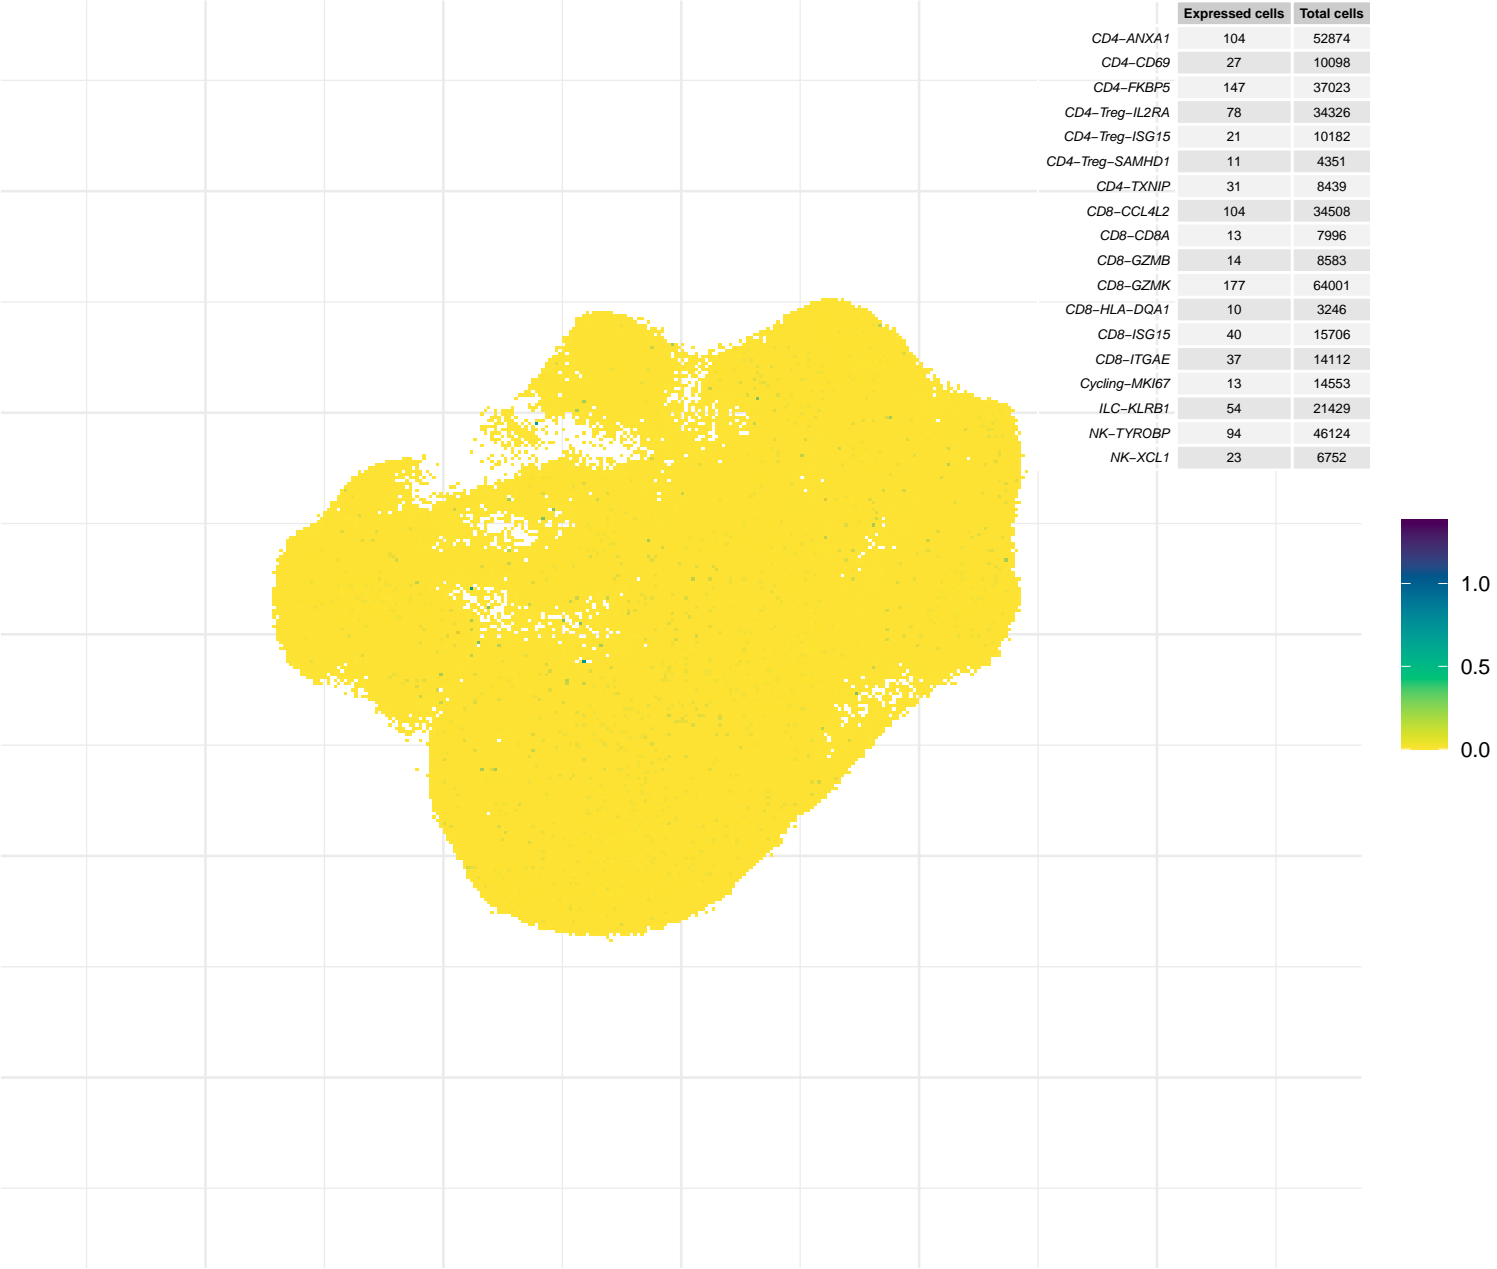 Expressed cells Total cells
CD4−ANXA1 104 52874
CD4−CD69 27 10098
CD4−FKBP5 147 37023
CD4−Treg−IL2RA 78 34326
CD4−Treg−ISG15 21 10182
CD4−Treg−SAMHD1 11 4351
CD4−TXNIP 31 8439
CD8−CCL4L2 104 34508
CD8−CD8A 13 7996
CD8−GZMB 14 8583
CD8−GZMK 177 64001
CD8−HLA−DQA1 10 3246
CD8−ISG15 40 15706
CD8−ITGAE 37 14112
Cycling−MKI67 13 14553
ILC−KLRB1 54 21429
NK−TYROBP 94 46124
NK−XCL1 23 6752
1.0
0.5
0.0